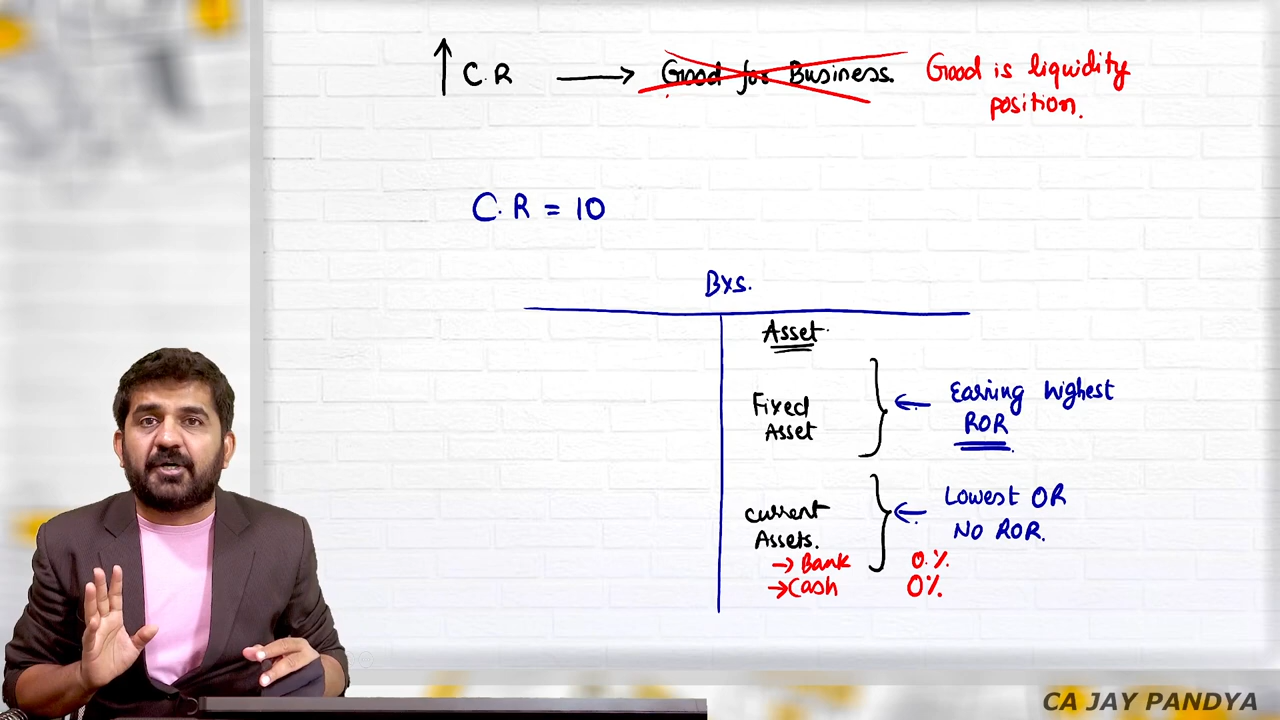 ↑ C.R → Good for Business. Good is liquidity
position.
C.R = 10
B/s.
Asset
Fixed
Asset
← Earning highest
ROR
Current
Assets.
← Lowest OR
NO ROR.
→ Bank 0%
→ Cash 0%
CA JAY PANDYA